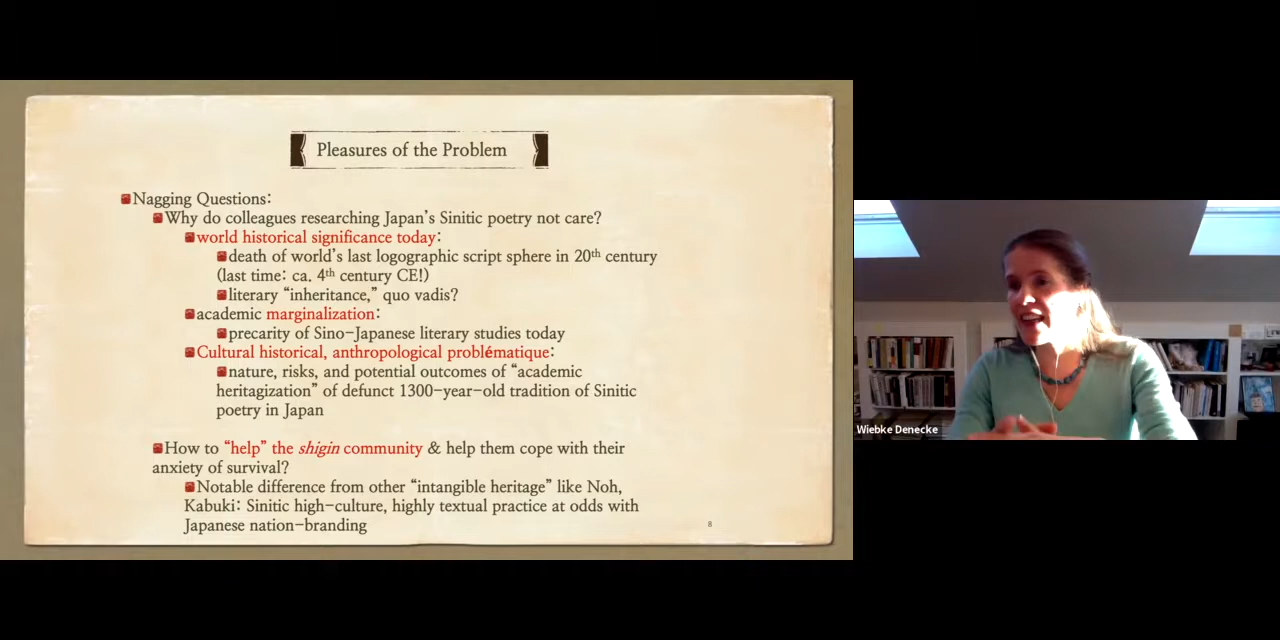 Pleasures of the Problem
Nagging Questions:
Why do colleagues researching Japan's Sinitic poetry not care?
world historical significance today:
death of world's last logographic script sphere in 20th century
(last time: ca. 4th century CE!)
literary "inheritance," quo vadis?
academic marginalization:
precarity of Sino-Japanese literary studies today
Cultural historical, anthropological problématique:
nature, risks, and potential outcomes of "academic
heritagization" of defunct 1300-year-old tradition of Sinitic
poetry in Japan
How to "help" the shigin community & help them cope with their
anxiety of survival?
Notable difference from other "intangible heritage" like Noh,
Kabuki: Sinitic high-culture, highly textual practice at odds with
Japanese nation-branding
8
Wiebke Denecke